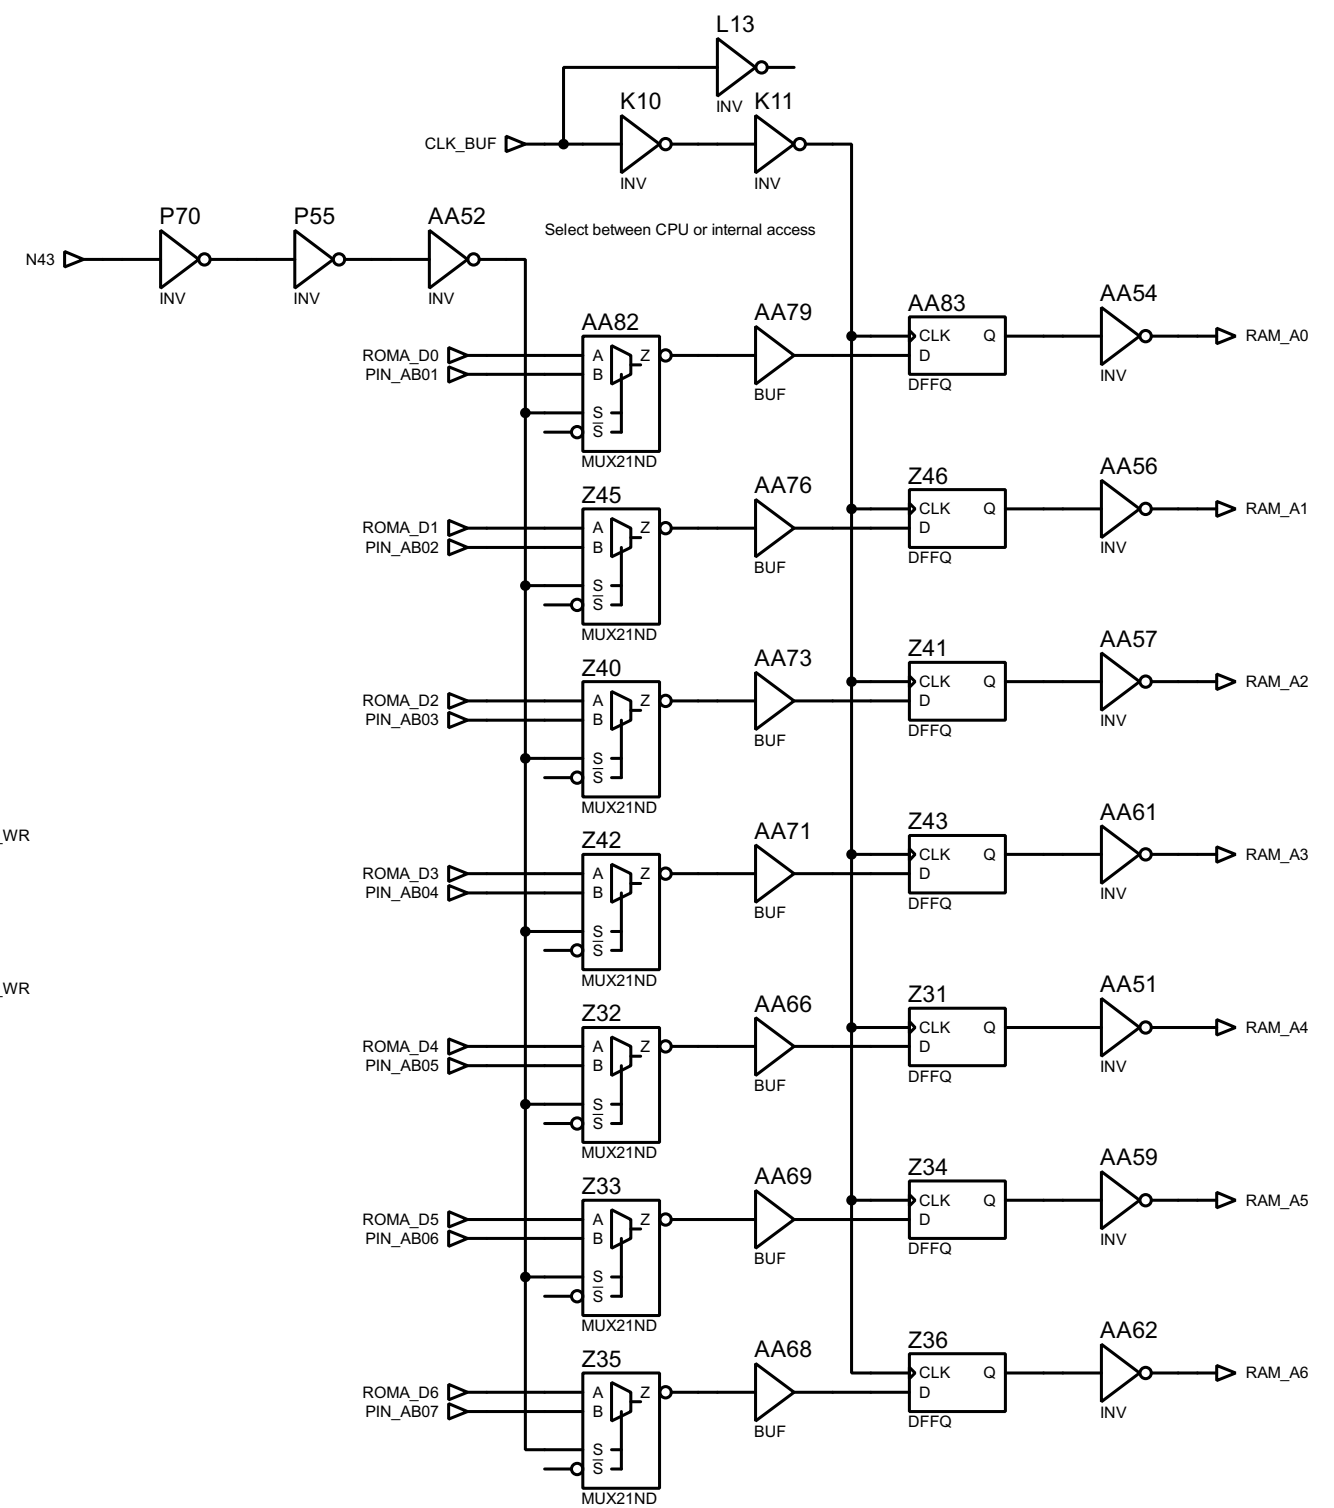 L13
INV
K10
K11
CLK_BUF
INV
INV
P70
P55
AA52
Select between CPU or internal access
N43
INV
INV
INV
AA82
AA79
AA83
AA54
ROMA_D0
A
Z
CLK
Q
RAM_A0
PIN_AB01
B
D
S
S̅
BUF
DFFQ
INV
MUX21ND
Z45
AA76
Z46
AA56
ROMA_D1
A
Z
CLK
Q
RAM_A1
PIN_AB02
B
D
S
S̅
BUF
DFFQ
INV
MUX21ND
Z40
AA73
Z41
AA57
ROMA_D2
A
Z
CLK
Q
RAM_A2
PIN_AB03
B
D
S
S̅
BUF
DFFQ
INV
MUX21ND
_WR
Z42
AA71
Z43
AA61
ROMA_D3
A
Z
CLK
Q
RAM_A3
PIN_AB04
B
D
S
S̅
BUF
DFFQ
INV
MUX21ND
_WR
Z32
AA66
Z31
AA51
ROMA_D4
A
Z
CLK
Q
RAM_A4
PIN_AB05
B
D
S
S̅
BUF
DFFQ
INV
MUX21ND
Z33
AA69
Z34
AA59
ROMA_D5
A
Z
CLK
Q
RAM_A5
PIN_AB06
B
D
S
S̅
BUF
DFFQ
INV
MUX21ND
Z35
AA68
Z36
AA62
ROMA_D6
A
Z
CLK
Q
RAM_A6
PIN_AB07
B
D
S
S̅
BUF
DFFQ
INV
MUX21ND